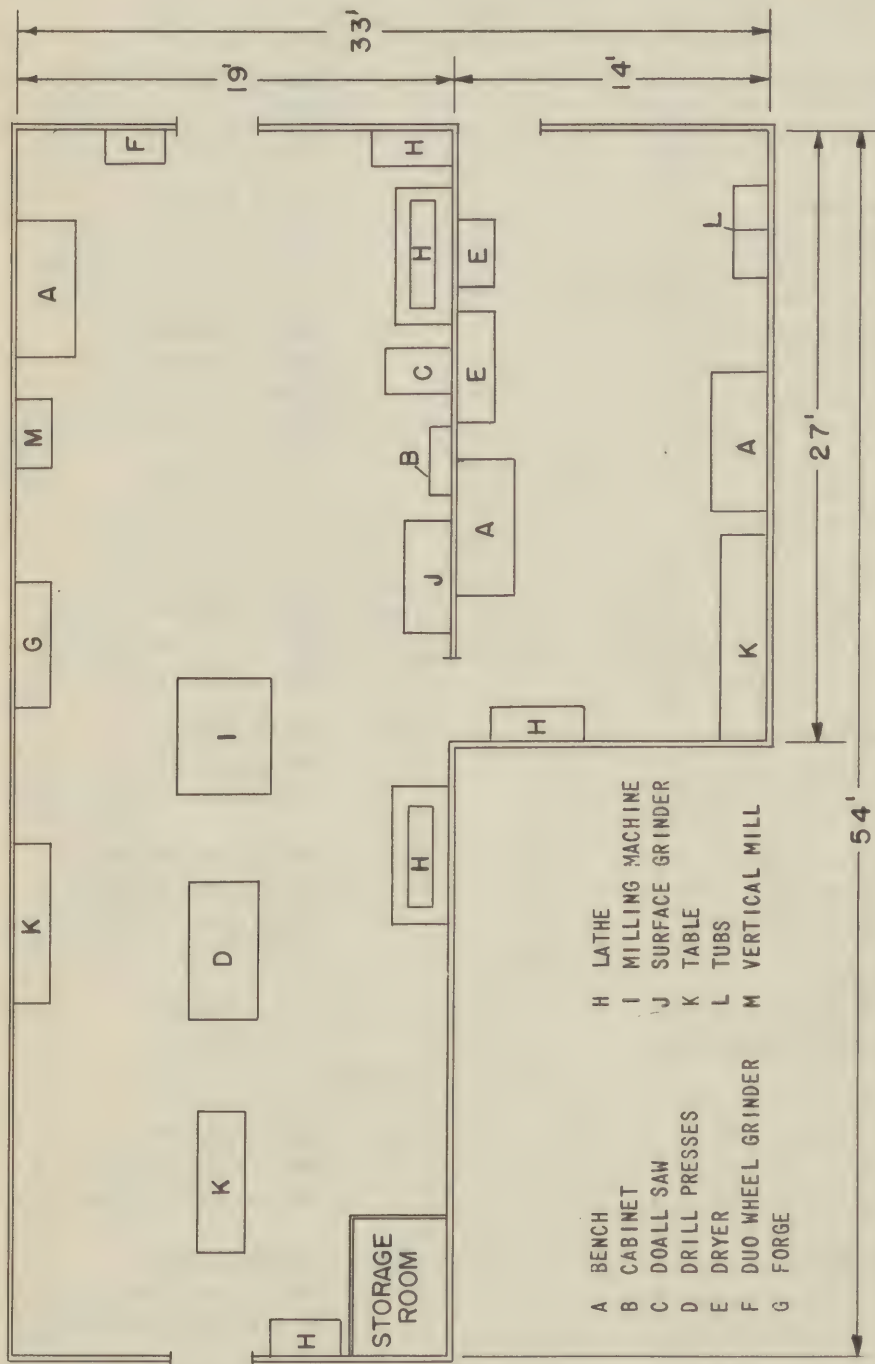 K
G
M
A
F
33'
19'
K
D
I
H
STORAGE
ROOM
H
J
B
C
H
H
A
E
E
H
14'
K
A
L
A BENCH
B CABINET
C DOALL SAW
D DRILL PRESSES
E DRYER
F DUO WHEEL GRINDER
G FORGE
H LATHE
I MILLING MACHINE
J SURFACE GRINDER
K TABLE
L TUBS
M VERTICAL MILL
27'
54'